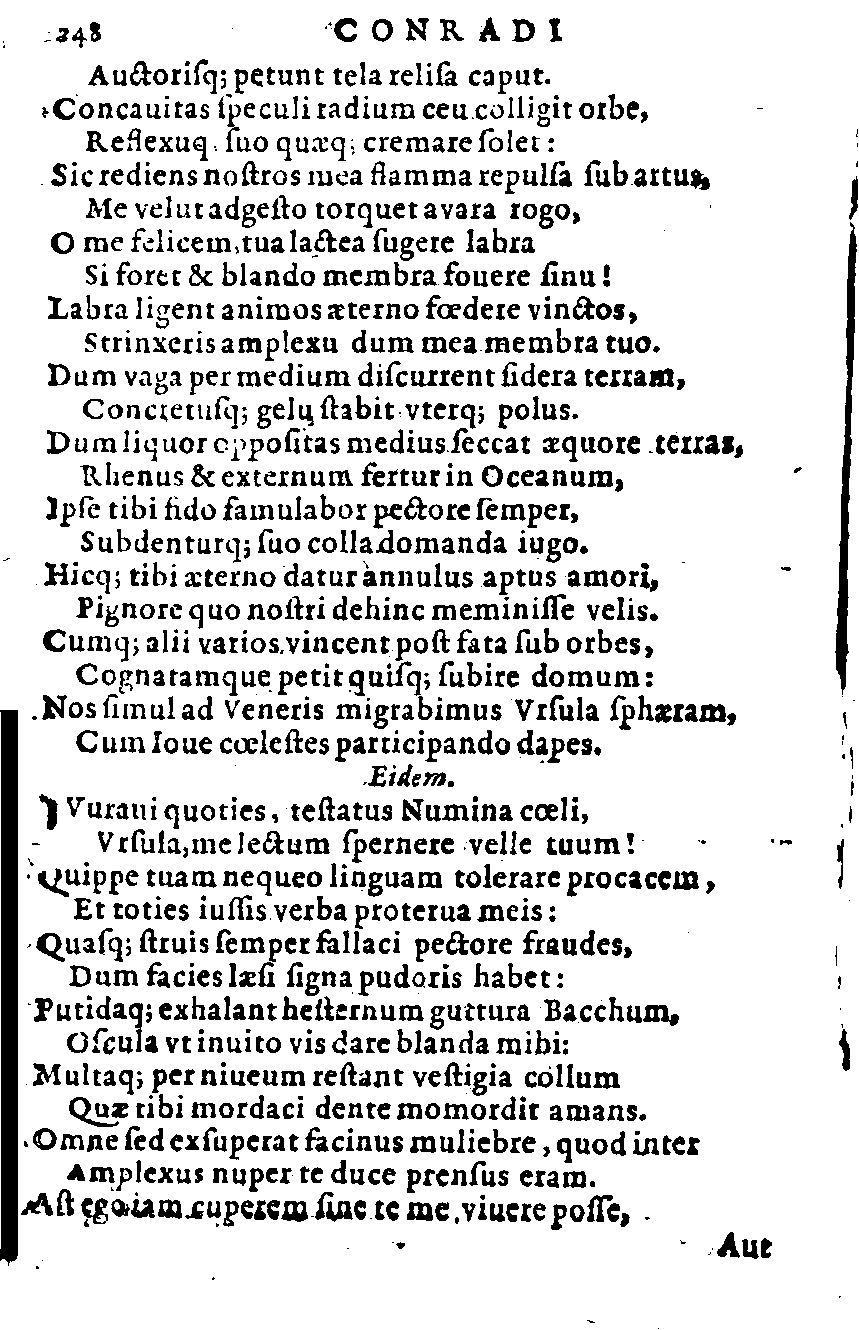 248 CONRADI
Auctoriſq; petunt tela reliſa caput.
Concauitas ſpeculi radium ceu colligit orbe,
Reflexuq. ſuo quæq; cremare ſolet:
Sic rediens noſtros mea flamma repulſa ſub artus,
Me velut adgeſto torquet avara rogo,
O me felicem, tua lactea ſugere labra
Si foret & blando membra fouere ſinu!
Labra ligent animos æterno fœdere vinctos,
Strinxeris amplexu dum mea membra tuo.
Dum vaga per medium diſcurrent ſidera terram,
Concretuſq; gelu ſtabit vterq; polus.
Dum liquor oppoſitas medius ſeccat æquore terras,
Rhenus & externum fertur in Oceanum,
Ipſe tibi fido famulabor pectore ſemper,
Subdenturq; ſuo colla domanda iugo.
Hicq; tibi æterno datur ànnulus aptus amori,
Pignore quo noſtri dehinc meminiſſe velis.
Cumq; alii varios vincent poſt fata ſub orbes,
Cognatamque petit quiſq; ſubire domum:
Nos ſimul ad Veneris migrabimus Vrſula ſphæram,
Cum Ioue cœleſtes participando dapes.
Eidem.
IVuraui quoties, teſtatus Numina cœli,
Vrſula, me lectum ſpernere velle tuum!
Quippe tuam nequeo linguam tolerare procacem,
Et toties iuſſis verba proterua meis:
Quaſq; ſtruis ſemper fallaci pectore fraudes,
Dum facies læſi ſigna pudoris habet:
Putidaq; exhalant heſternum guttura Bacchum,
Oſcula vt inuito vis dare blanda mihi:
Multaq; per niueum reſtant veſtigia collum
Quæ tibi mordaci dente momordit amans.
Omne ſed exſuperat facinus muliebre, quod inter
Amplexus nuper te duce prenſus eram.
Aſt ego iam cuperem ſine te me, viuere poſſe,
Aut